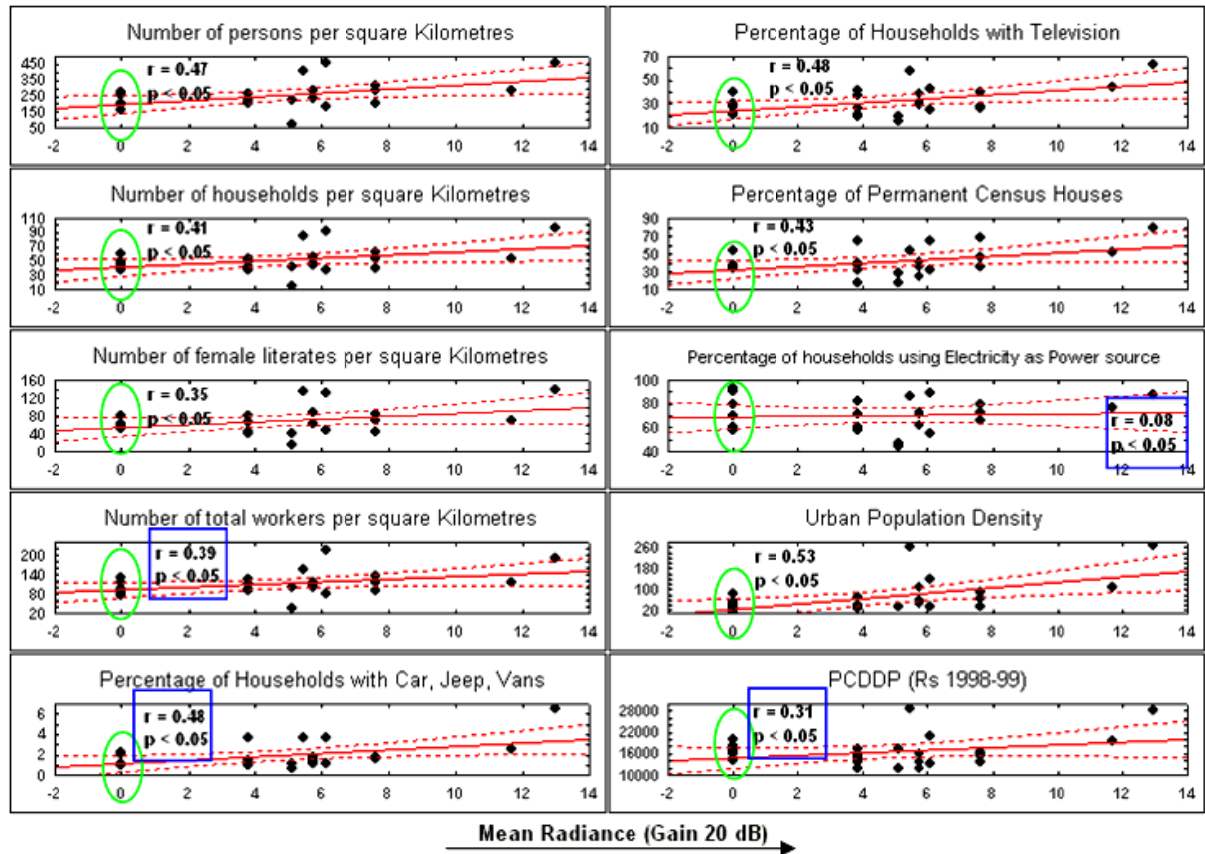 Number of persons per square Kilometres
450
350
250
150
50
r = 0.47
p < 0.05
-2 0 2 4 6 8 10 12 14
Percentage of Households with Television
70
50
30
10
r = 0.48
p < 0.05
-2 0 2 4 6 8 10 12 14
Number of households per square Kilometres
110
90
70
50
30
10
r = 0.41
p < 0.05
-2 0 2 4 6 8 10 12 14
Percentage of Permanent Census Houses
90
70
50
30
10
r = 0.43
p < 0.05
-2 0 2 4 6 8 10 12 14
Number of female literates per square Kilometres
160
120
80
40
0
r = 0.35
p < 0.05
-2 0 2 4 6 8 10 12 14
Percentage of households using Electricity as Power source
100
90
80
70
60
50
40
r = 0.08
p < 0.05
-2 0 2 4 6 8 10 12 14
Number of total workers per square Kilometres
200
140
80
20
r = 0.39
p < 0.05
-2 0 2 4 6 8 10 12 14
Urban Population Density
260
100
20
r = 0.53
p < 0.05
-2 0 2 4 6 8 10 12 14
Percentage of Households with Car, Jeep, Vans
6
4
2
0
r = 0.48
p < 0.05
-2 0 2 4 6 8 10 12 14
PCDDP (Rs 1998-99)
28000
22000
16000
10000
r = 0.31
p < 0.05
-2 0 2 4 6 8 10 12 14
Mean Radiance (Gain 20 dB)